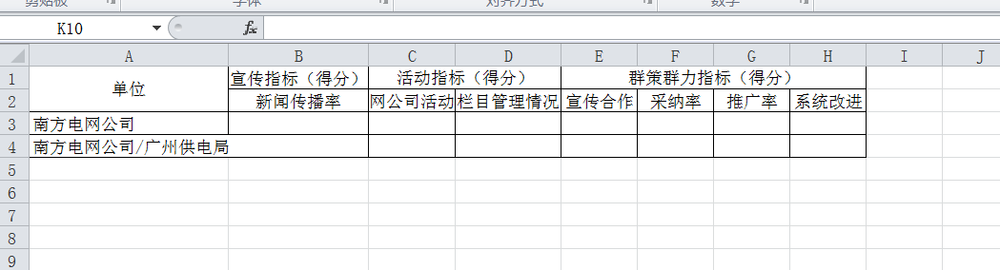 剪贴板 字体 对齐方式 数字
K10 fx
A B C D E F G H I J
1 单位 宣传指标（得分） 活动指标（得分） 群策群力指标（得分）
2 新闻传播率 网公司活动 栏目管理情况 宣传合作 采纳率 推广率 系统改进
3 南方电网公司
4 南方电网公司/广州供电局
5
6
7
8
9